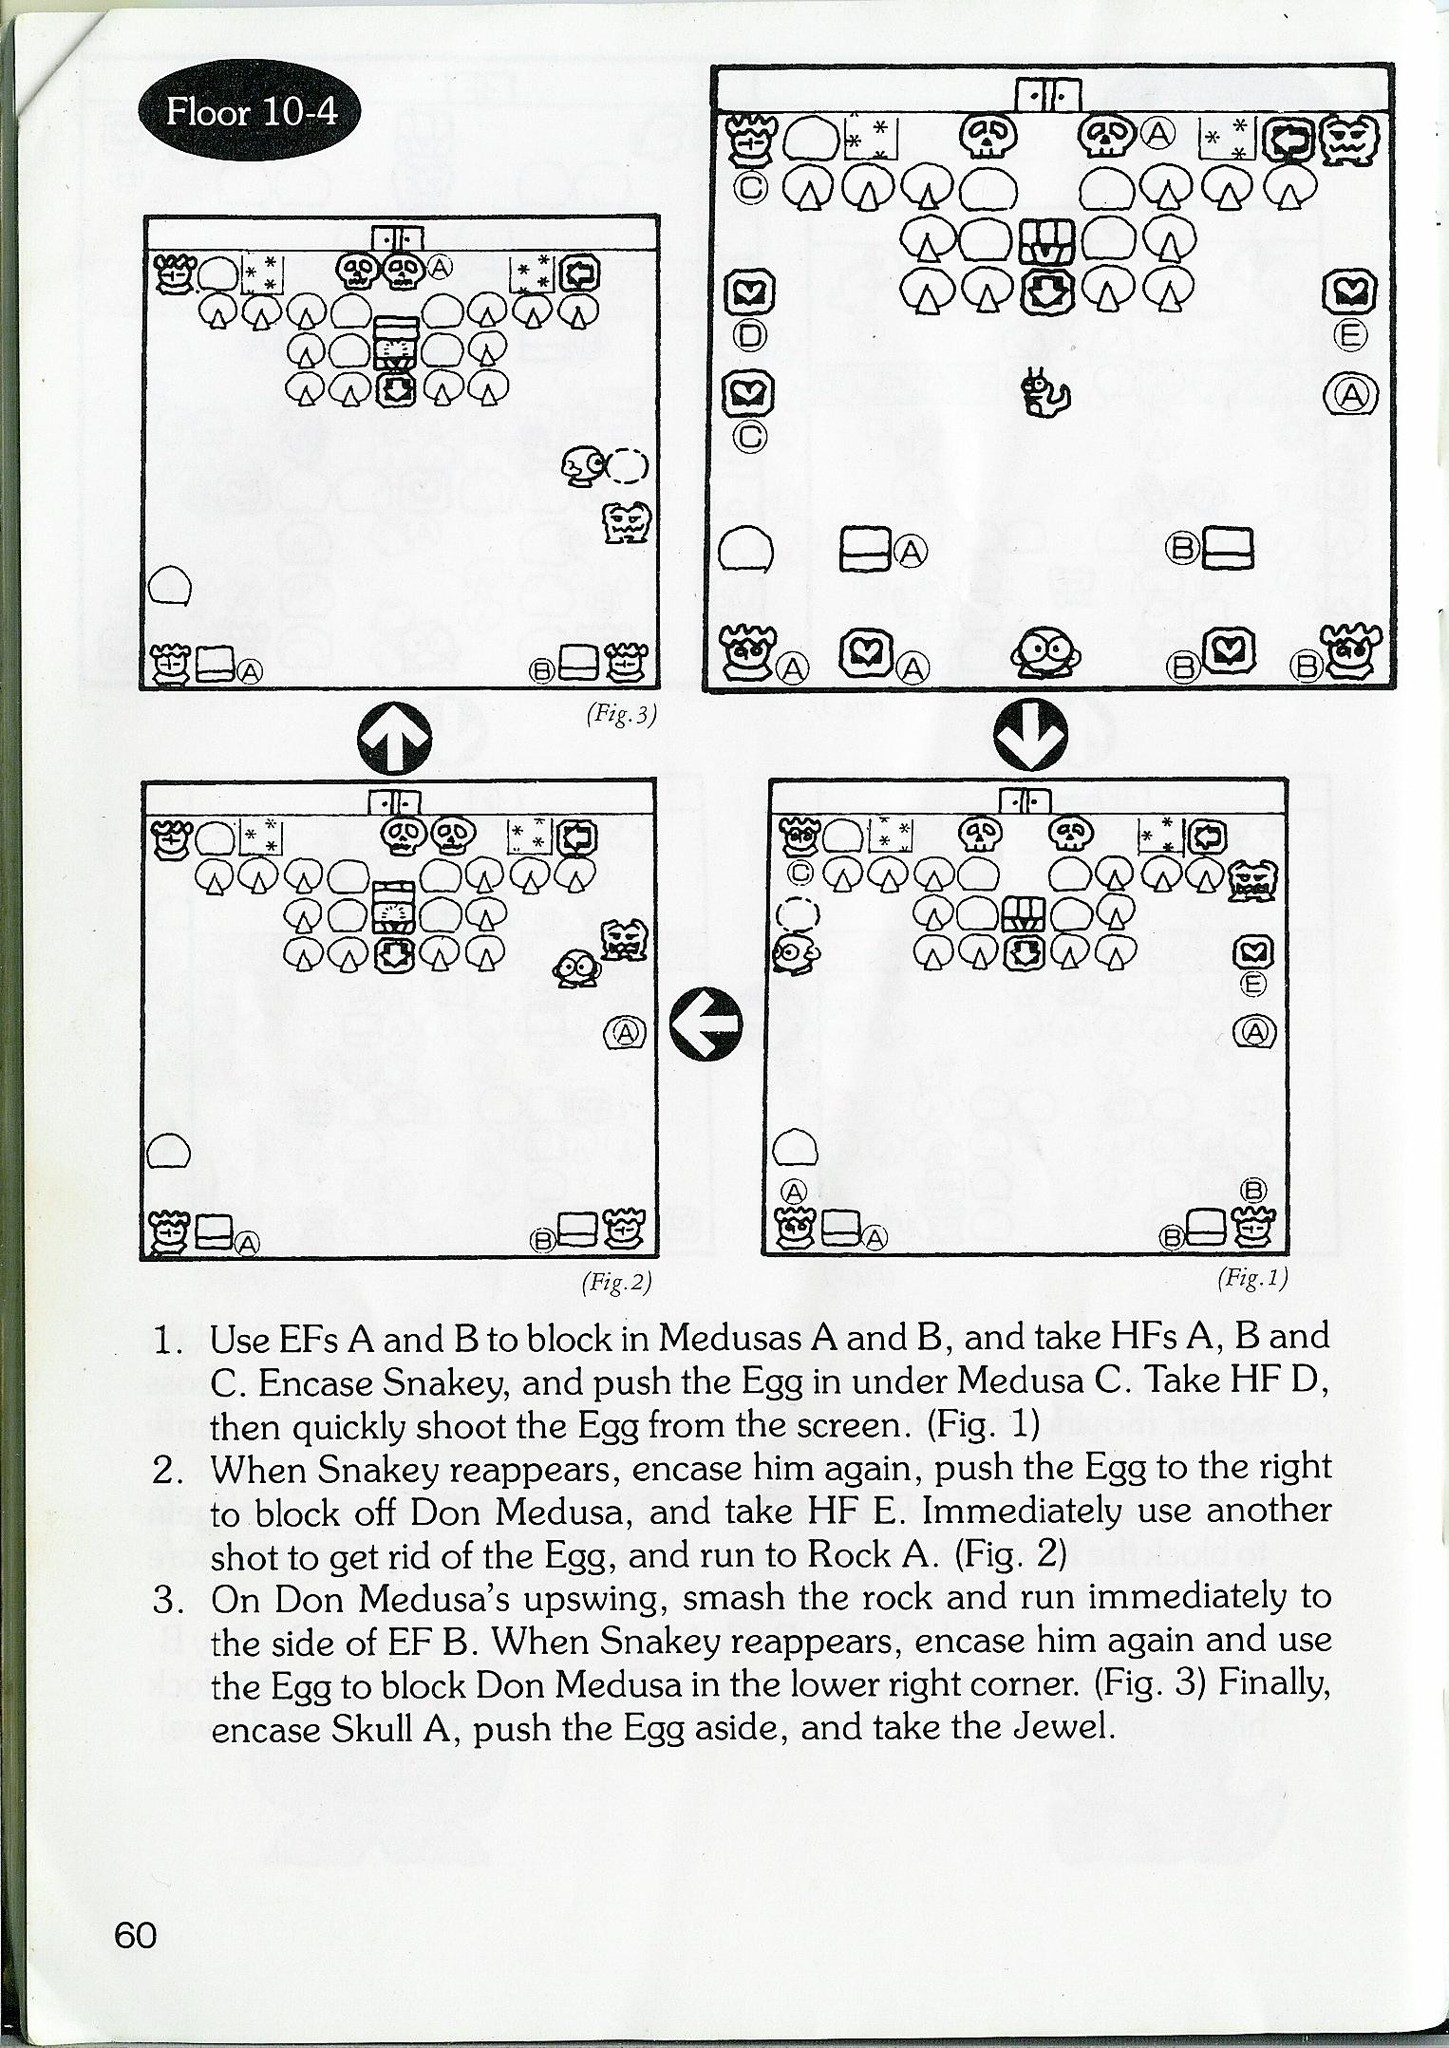 Floor 10-4
A
C
D
E
C
A
A
B
A
A
B
B
A
A
B
(Fig.3)
C
E
A
A
B
A
B
(Fig.1)
A
A
B
(Fig.2)
1. Use EFs A and B to block in Medusas A and B, and take HFs A, B and
C. Encase Snakey, and push the Egg in under Medusa C. Take HF D,
then quickly shoot the Egg from the screen. (Fig. 1)
2. When Snakey reappears, encase him again, push the Egg to the right
to block off Don Medusa, and take HF E. Immediately use another
shot to get rid of the Egg, and run to Rock A. (Fig. 2)
3. On Don Medusa's upswing, smash the rock and run immediately to
the side of EF B. When Snakey reappears, encase him again and use
the Egg to block Don Medusa in the lower right corner. (Fig. 3) Finally,
encase Skull A, push the Egg aside, and take the Jewel.
60